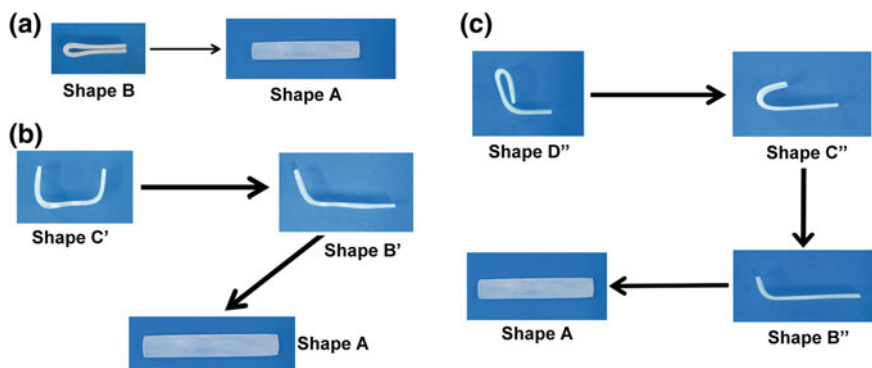 (a)
Shape B
Shape A
(b)
Shape C'
Shape B'
Shape A
(c)
Shape D''
Shape C''
Shape A
Shape B''